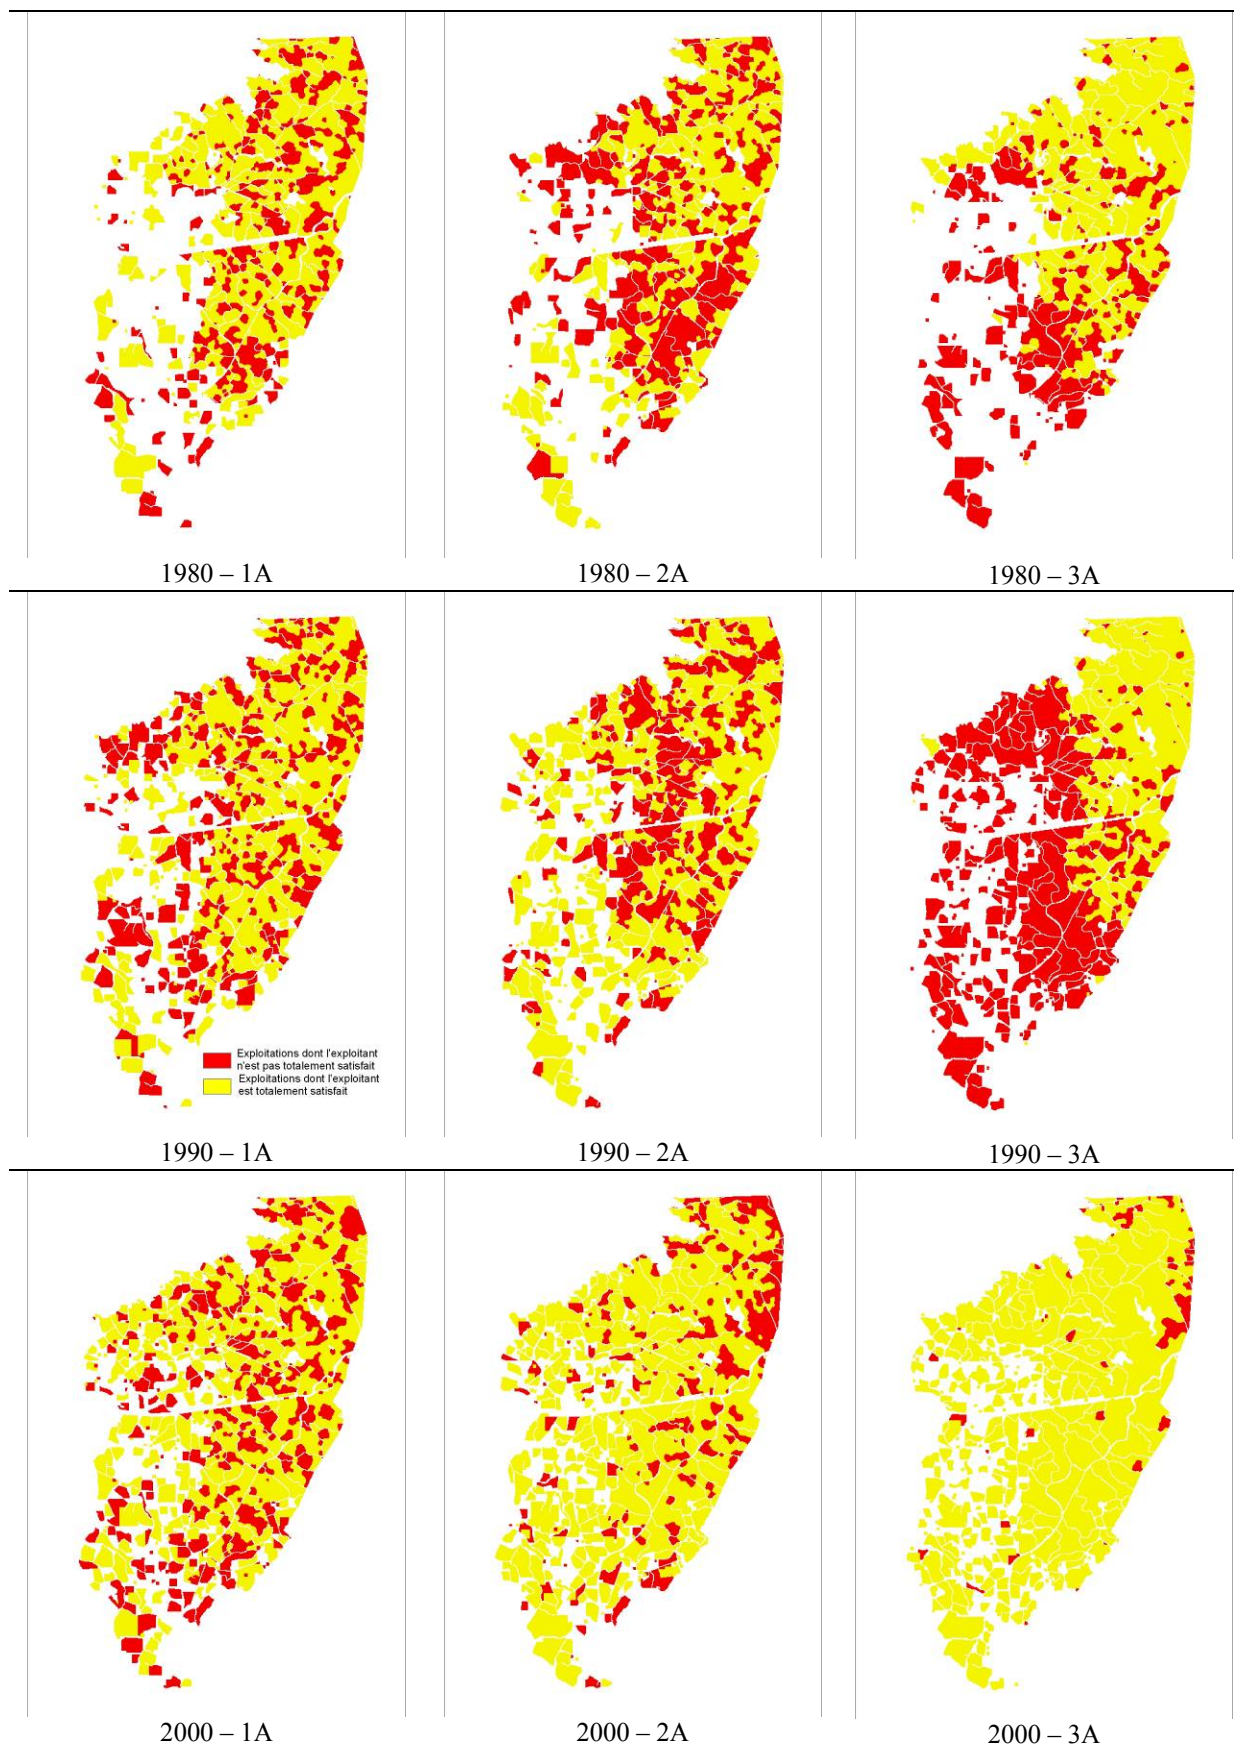 1980 – 1A
1980 – 2A
1980 – 3A
Exploitations dont l'exploitant
n'est pas totalement satisfait
Exploitations dont l'exploitant
est totalement satisfait
1990 – 1A
1990 – 2A
1990 – 3A
2000 – 1A
2000 – 2A
2000 – 3A